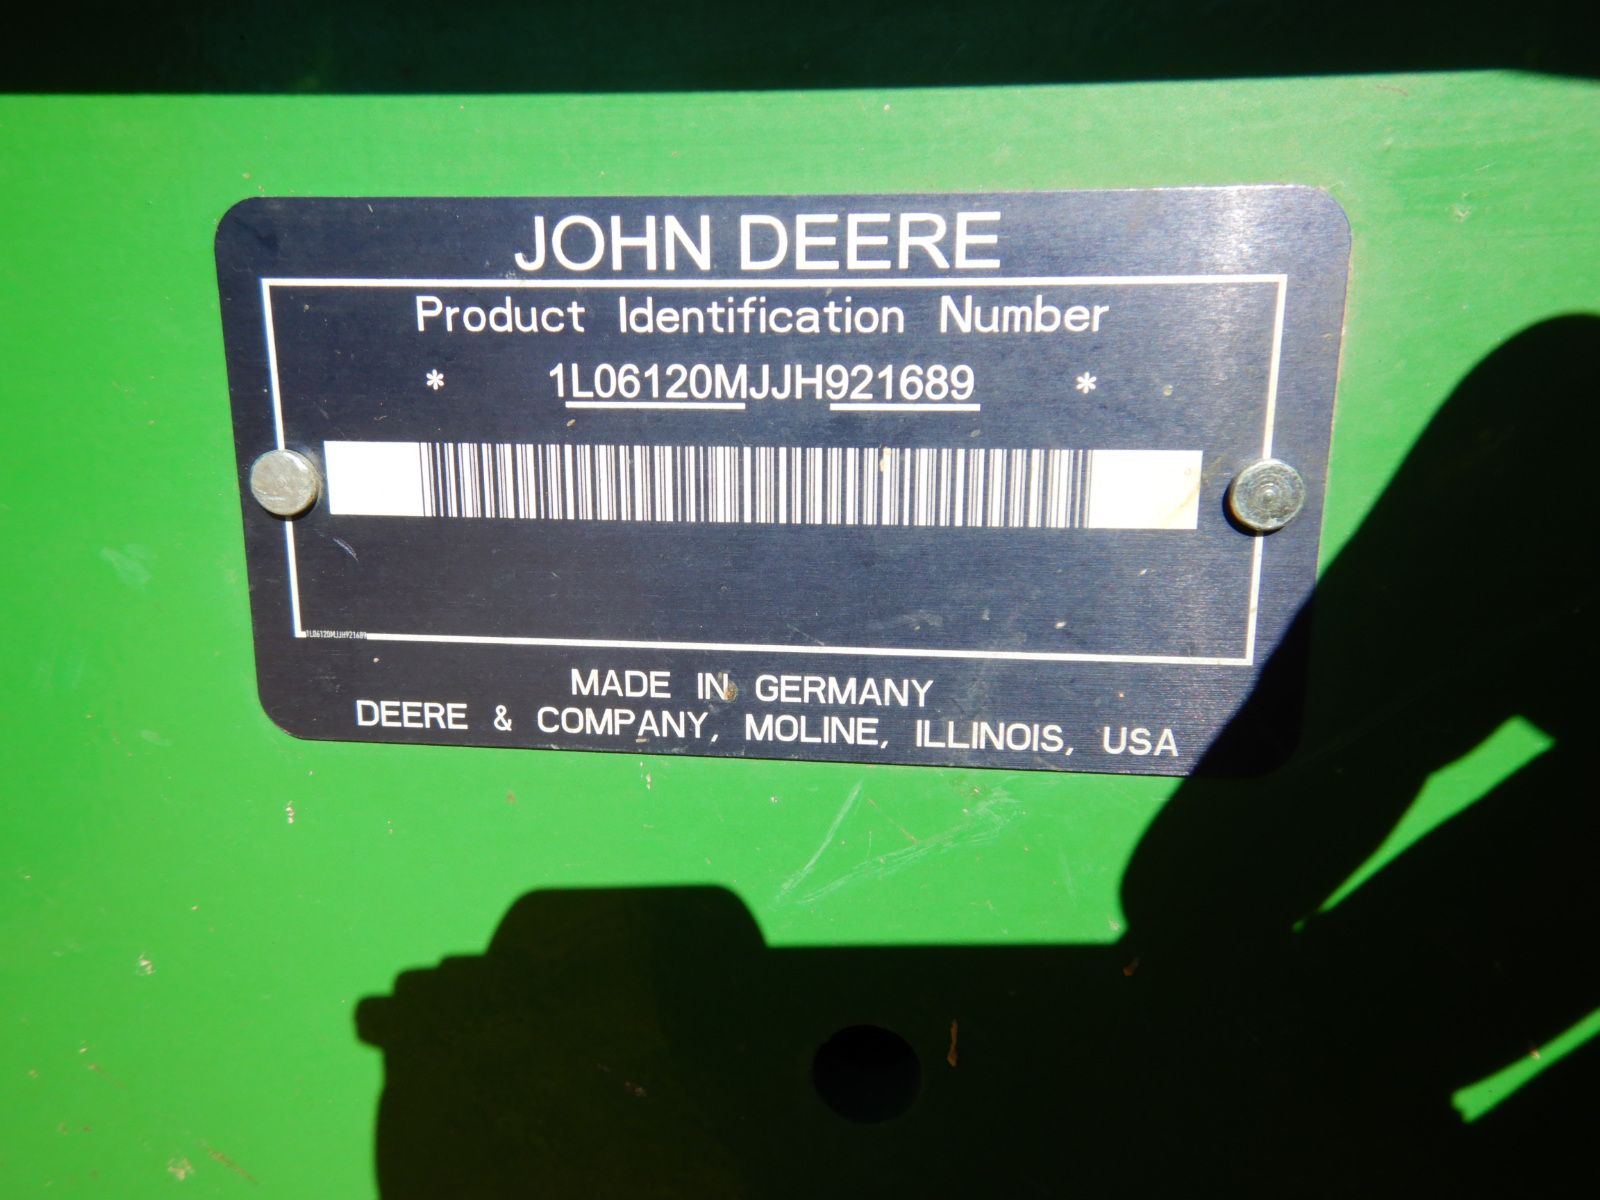 JOHN DEERE
Product Identification Number
* 1L06120MJJH921689 *
1L06120MJJH921689
MADE IN GERMANY
DEERE & COMPANY, MOLINE, ILLINOIS, USA